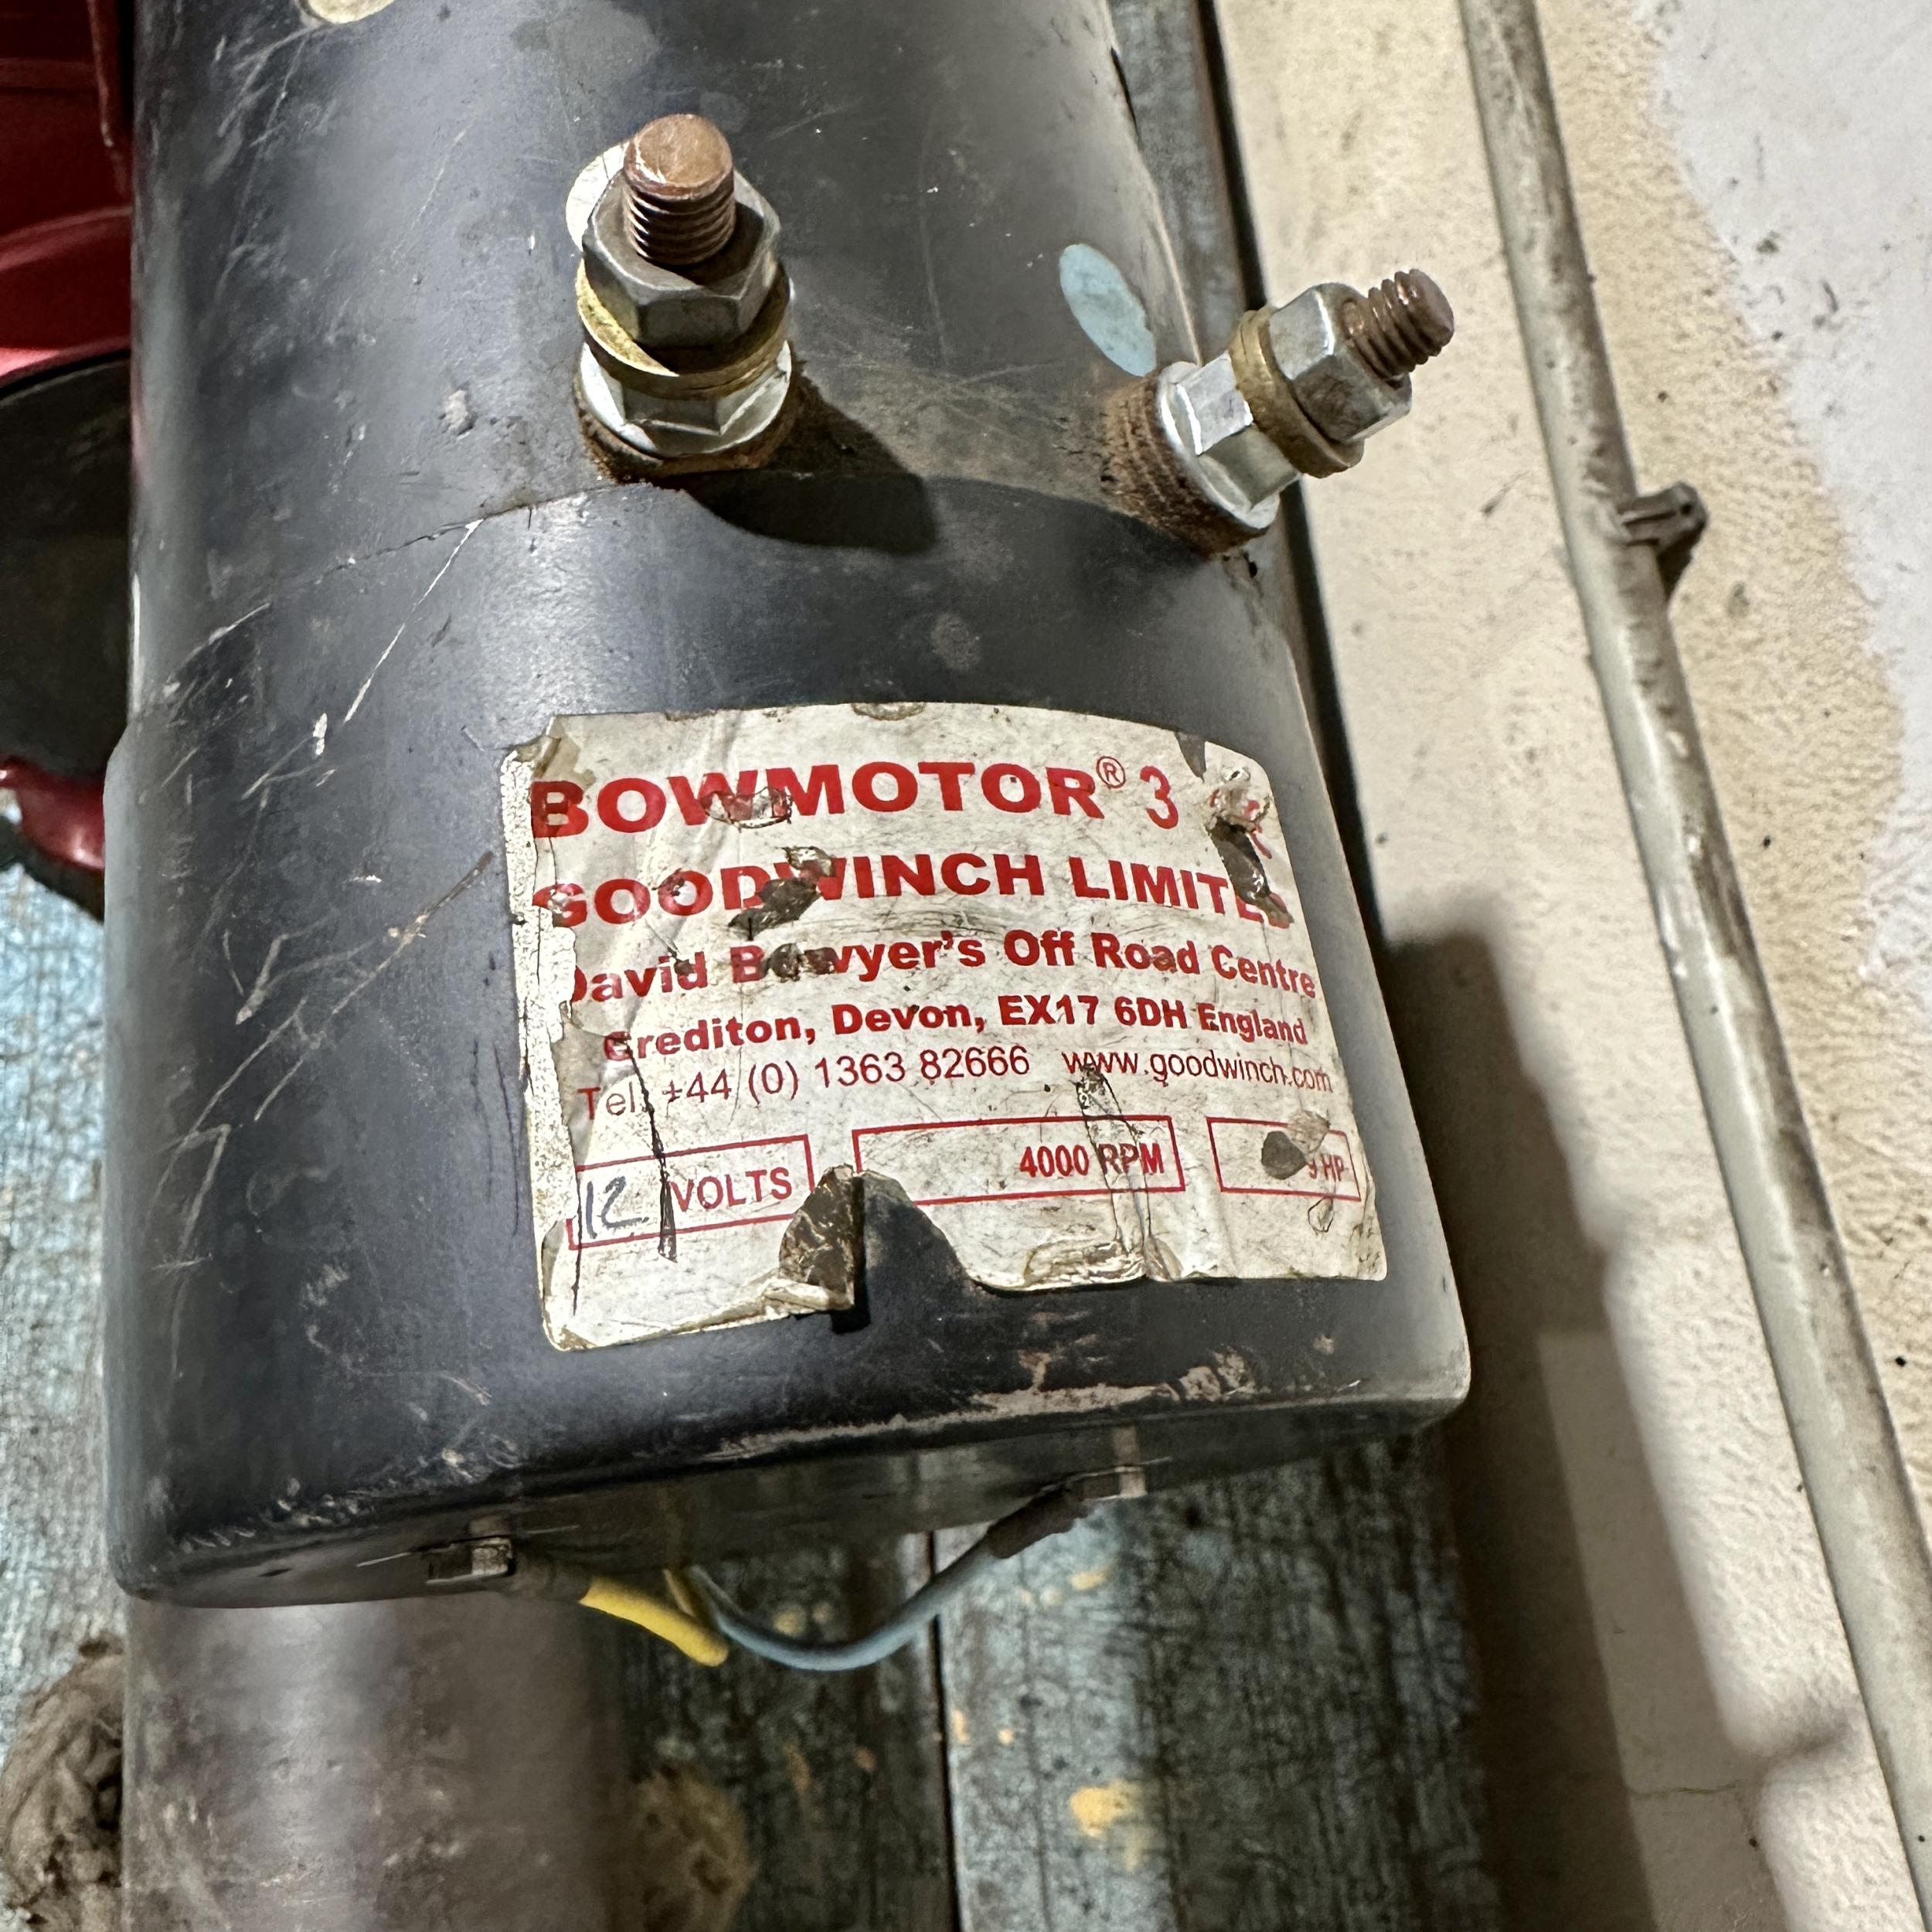 BOWMOTOR® 3
GOODWINCH LIMITED
David Bowyer's Off Road Centre
Crediton, Devon, EX17 6DH England
Tel: +44 (0) 1363 82666 www.goodwinch.com
12 VOLTS 4000 RPM HP